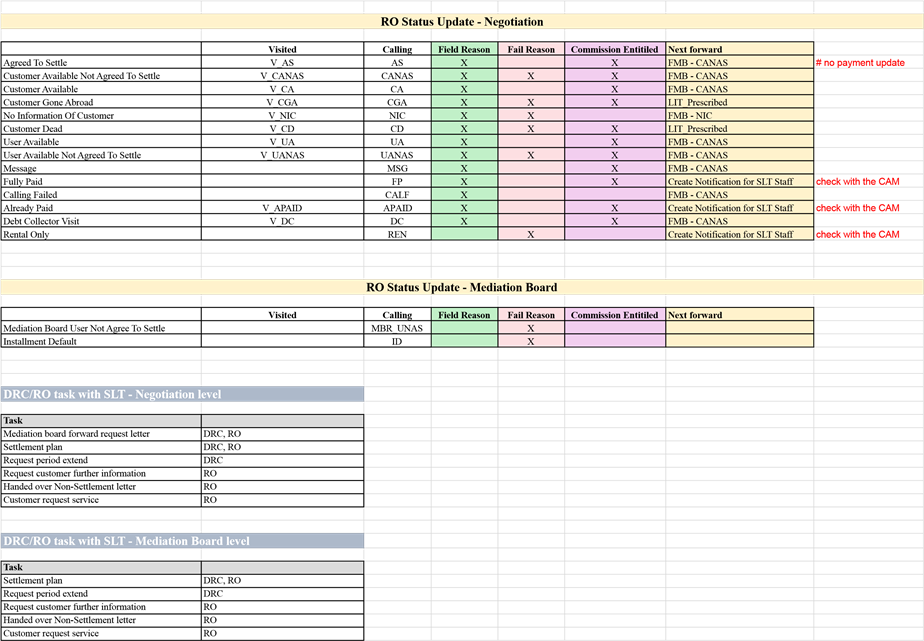 RO Status Update - Negotiation
Visited Calling Field Reason Fail Reason Commission Entitiled Next forward
Agreed To Settle V_AS AS X X FMB - CANAS # no payment update
Customer Available Not Agreed To Settle V_CANAS CANAS X X X FMB - CANAS
Customer Available V_CA CA X X FMB - CANAS
Customer Gone Abroad V_CGA CGA X X X LIT_Prescribed
No Information Of Customer V_NIC NIC X X FMB - NIC
Customer Dead V_CD CD X X X LIT_Prescribed
User Available V_UA UA X X FMB - CANAS
User Available Not Agreed To Settle V_UANAS UANAS X X X FMB - CANAS
Message MSG X X FMB - CANAS
Fully Paid FP X X Create Notification for SLT Staff check with the CAM
Calling Failed CALF X FMB - CANAS
Already Paid V_APAID APAID X X Create Notification for SLT Staff check with the CAM
Debt Collector Visit V_DC DC X X FMB - CANAS
Rental Only REN X Create Notification for SLT Staff check with the CAM
RO Status Update - Mediation Board
Visited Calling Field Reason Fail Reason Commission Entitiled Next forward
Mediation Board User Not Agree To Settle MBR_UNAS X
Installment Default ID X
DRC/RO task with SLT - Negotiation level
Task
Mediation board forward request letter DRC, RO
Settlement plan DRC, RO
Request period extend DRC
Request customer further information RO
Handed over Non-Settlement letter RO
Customer request service RO
DRC/RO task with SLT - Mediation Board level
Task
Settlement plan DRC, RO
Request period extend DRC
Request customer further information RO
Handed over Non-Settlement letter RO
Customer request service RO